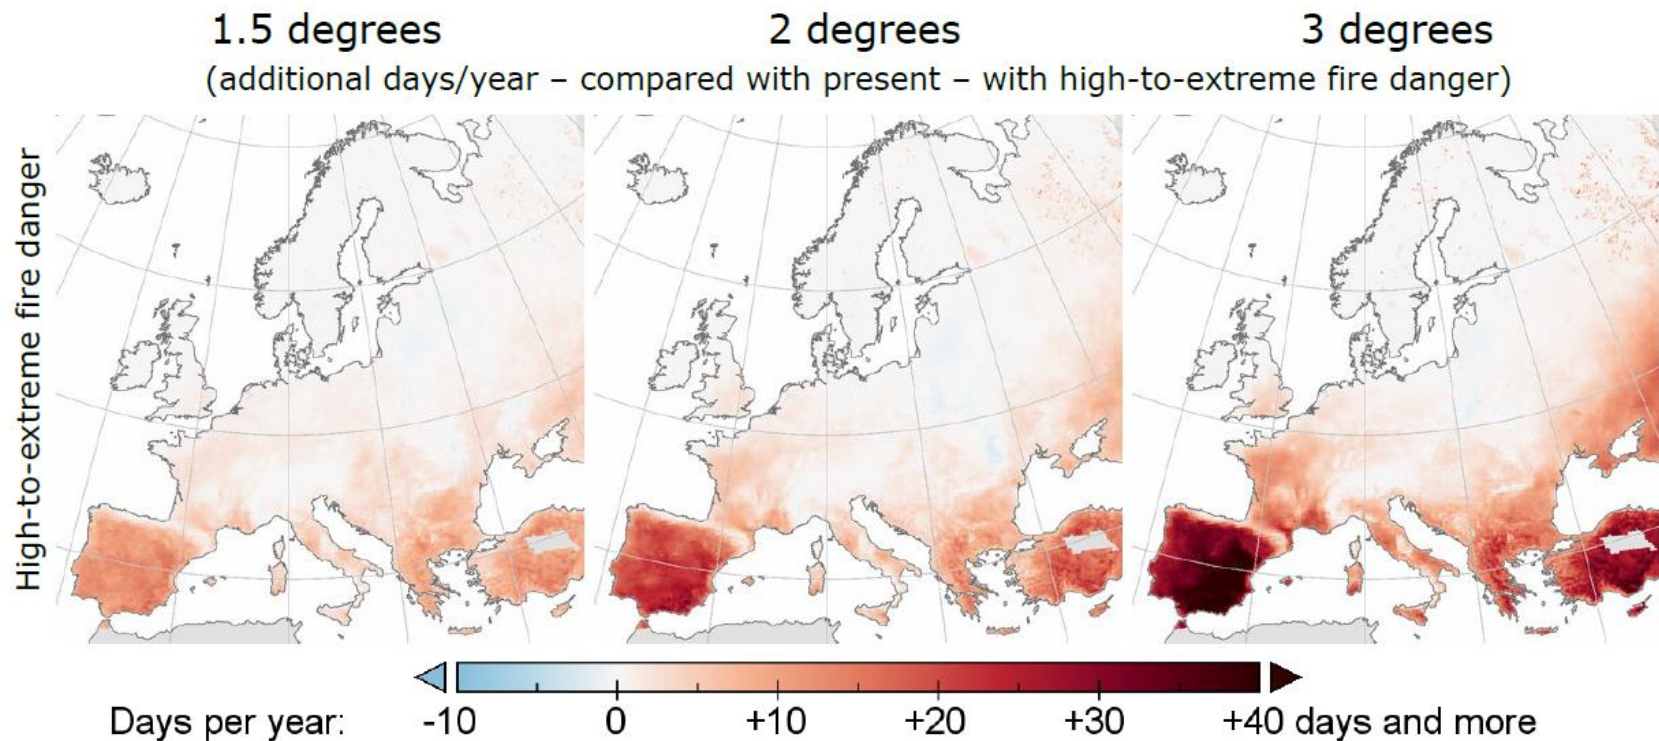 1.5 degrees 2 degrees 3 degrees
(additional days/year – compared with present – with high-to-extreme fire danger)
High-to-extreme fire danger
Days per year: -10 0 +10 +20 +30 +40 days and more